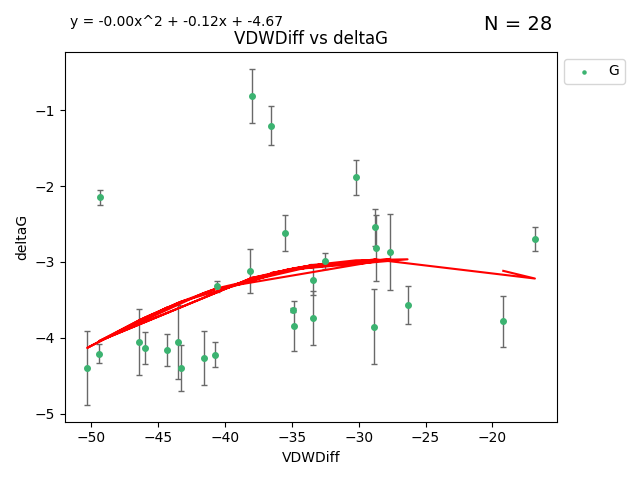 y = -0.00x^2 + -0.12x + -4.67
N = 28
VDWDiff vs deltaG
G
−1
−2
−3
−4
−5
deltaG
−50
−45
−40
−35
−30
−25
−20
VDWDiff